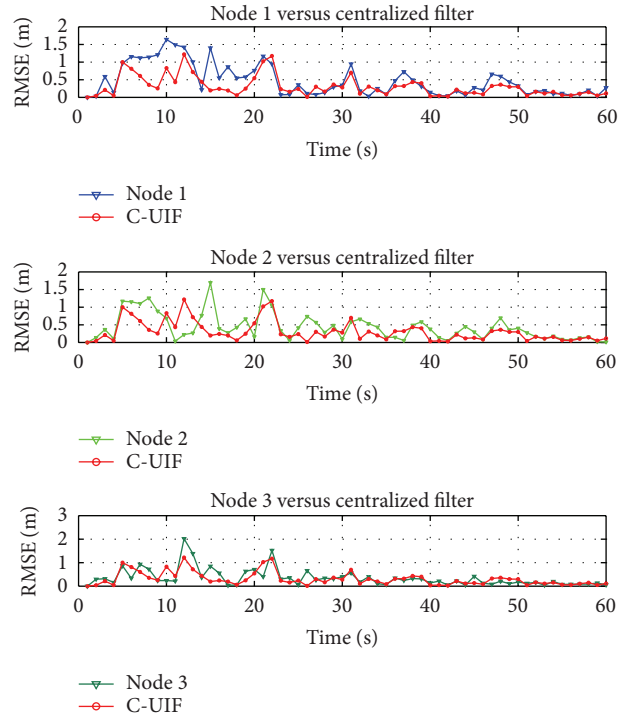 Node 1 versus centralized filter
RMSE (m)
2
1.5
1
0.5
0
0 10 20 30 40 50 60
Time (s)
Node 1
C-UIF
Node 2 versus centralized filter
RMSE (m)
2
1.5
1
0.5
0
0 10 20 30 40 50 60
Time (s)
Node 2
C-UIF
Node 3 versus centralized filter
RMSE (m)
3
2
1
0
0 10 20 30 40 50 60
Time (s)
Node 3
C-UIF